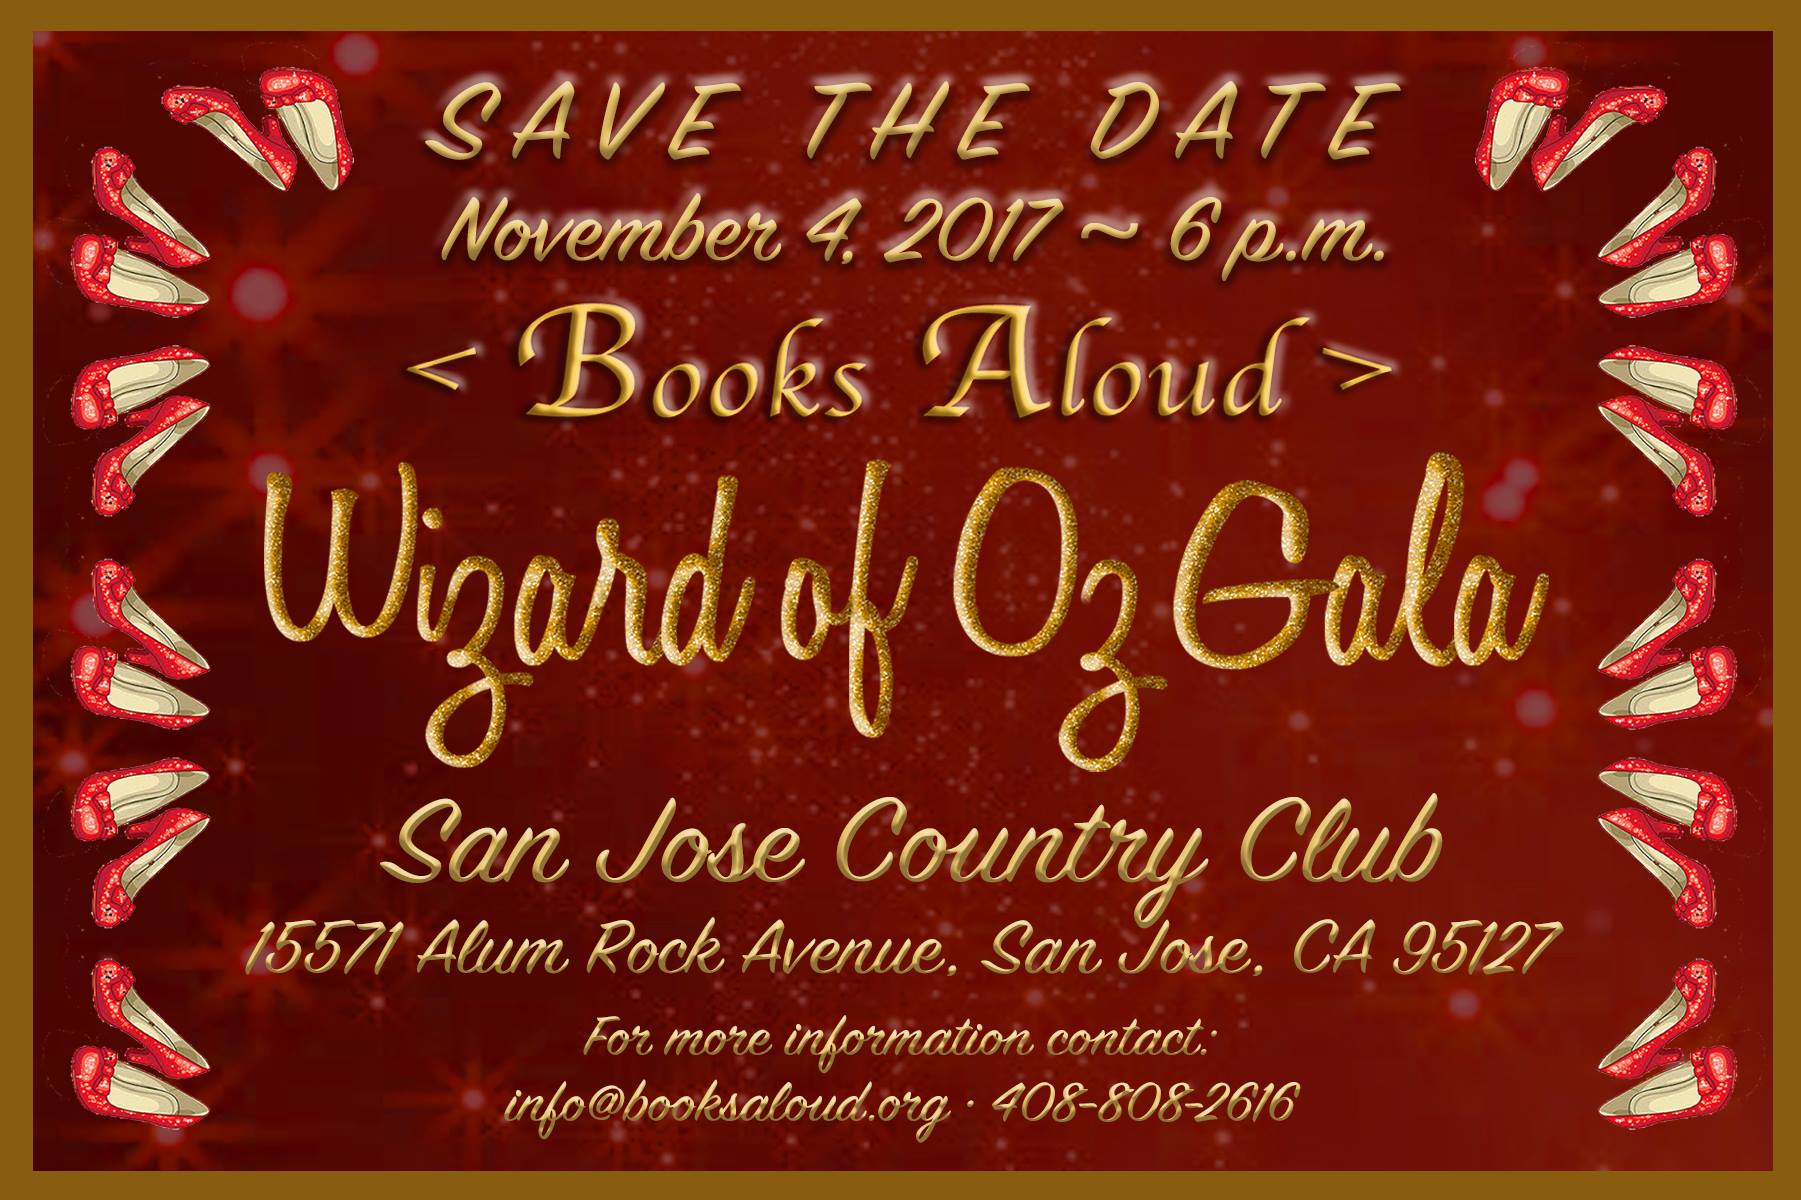 SAVE THE DATE
November 4, 2017 ~ 6 p.m.
< Books Aloud >
Wizard of Oz Gala
San Jose Country Club
15571 Alum Rock Avenue, San Jose, CA 95127
For more information contact:
info@booksaloud.org · 408-808-2616